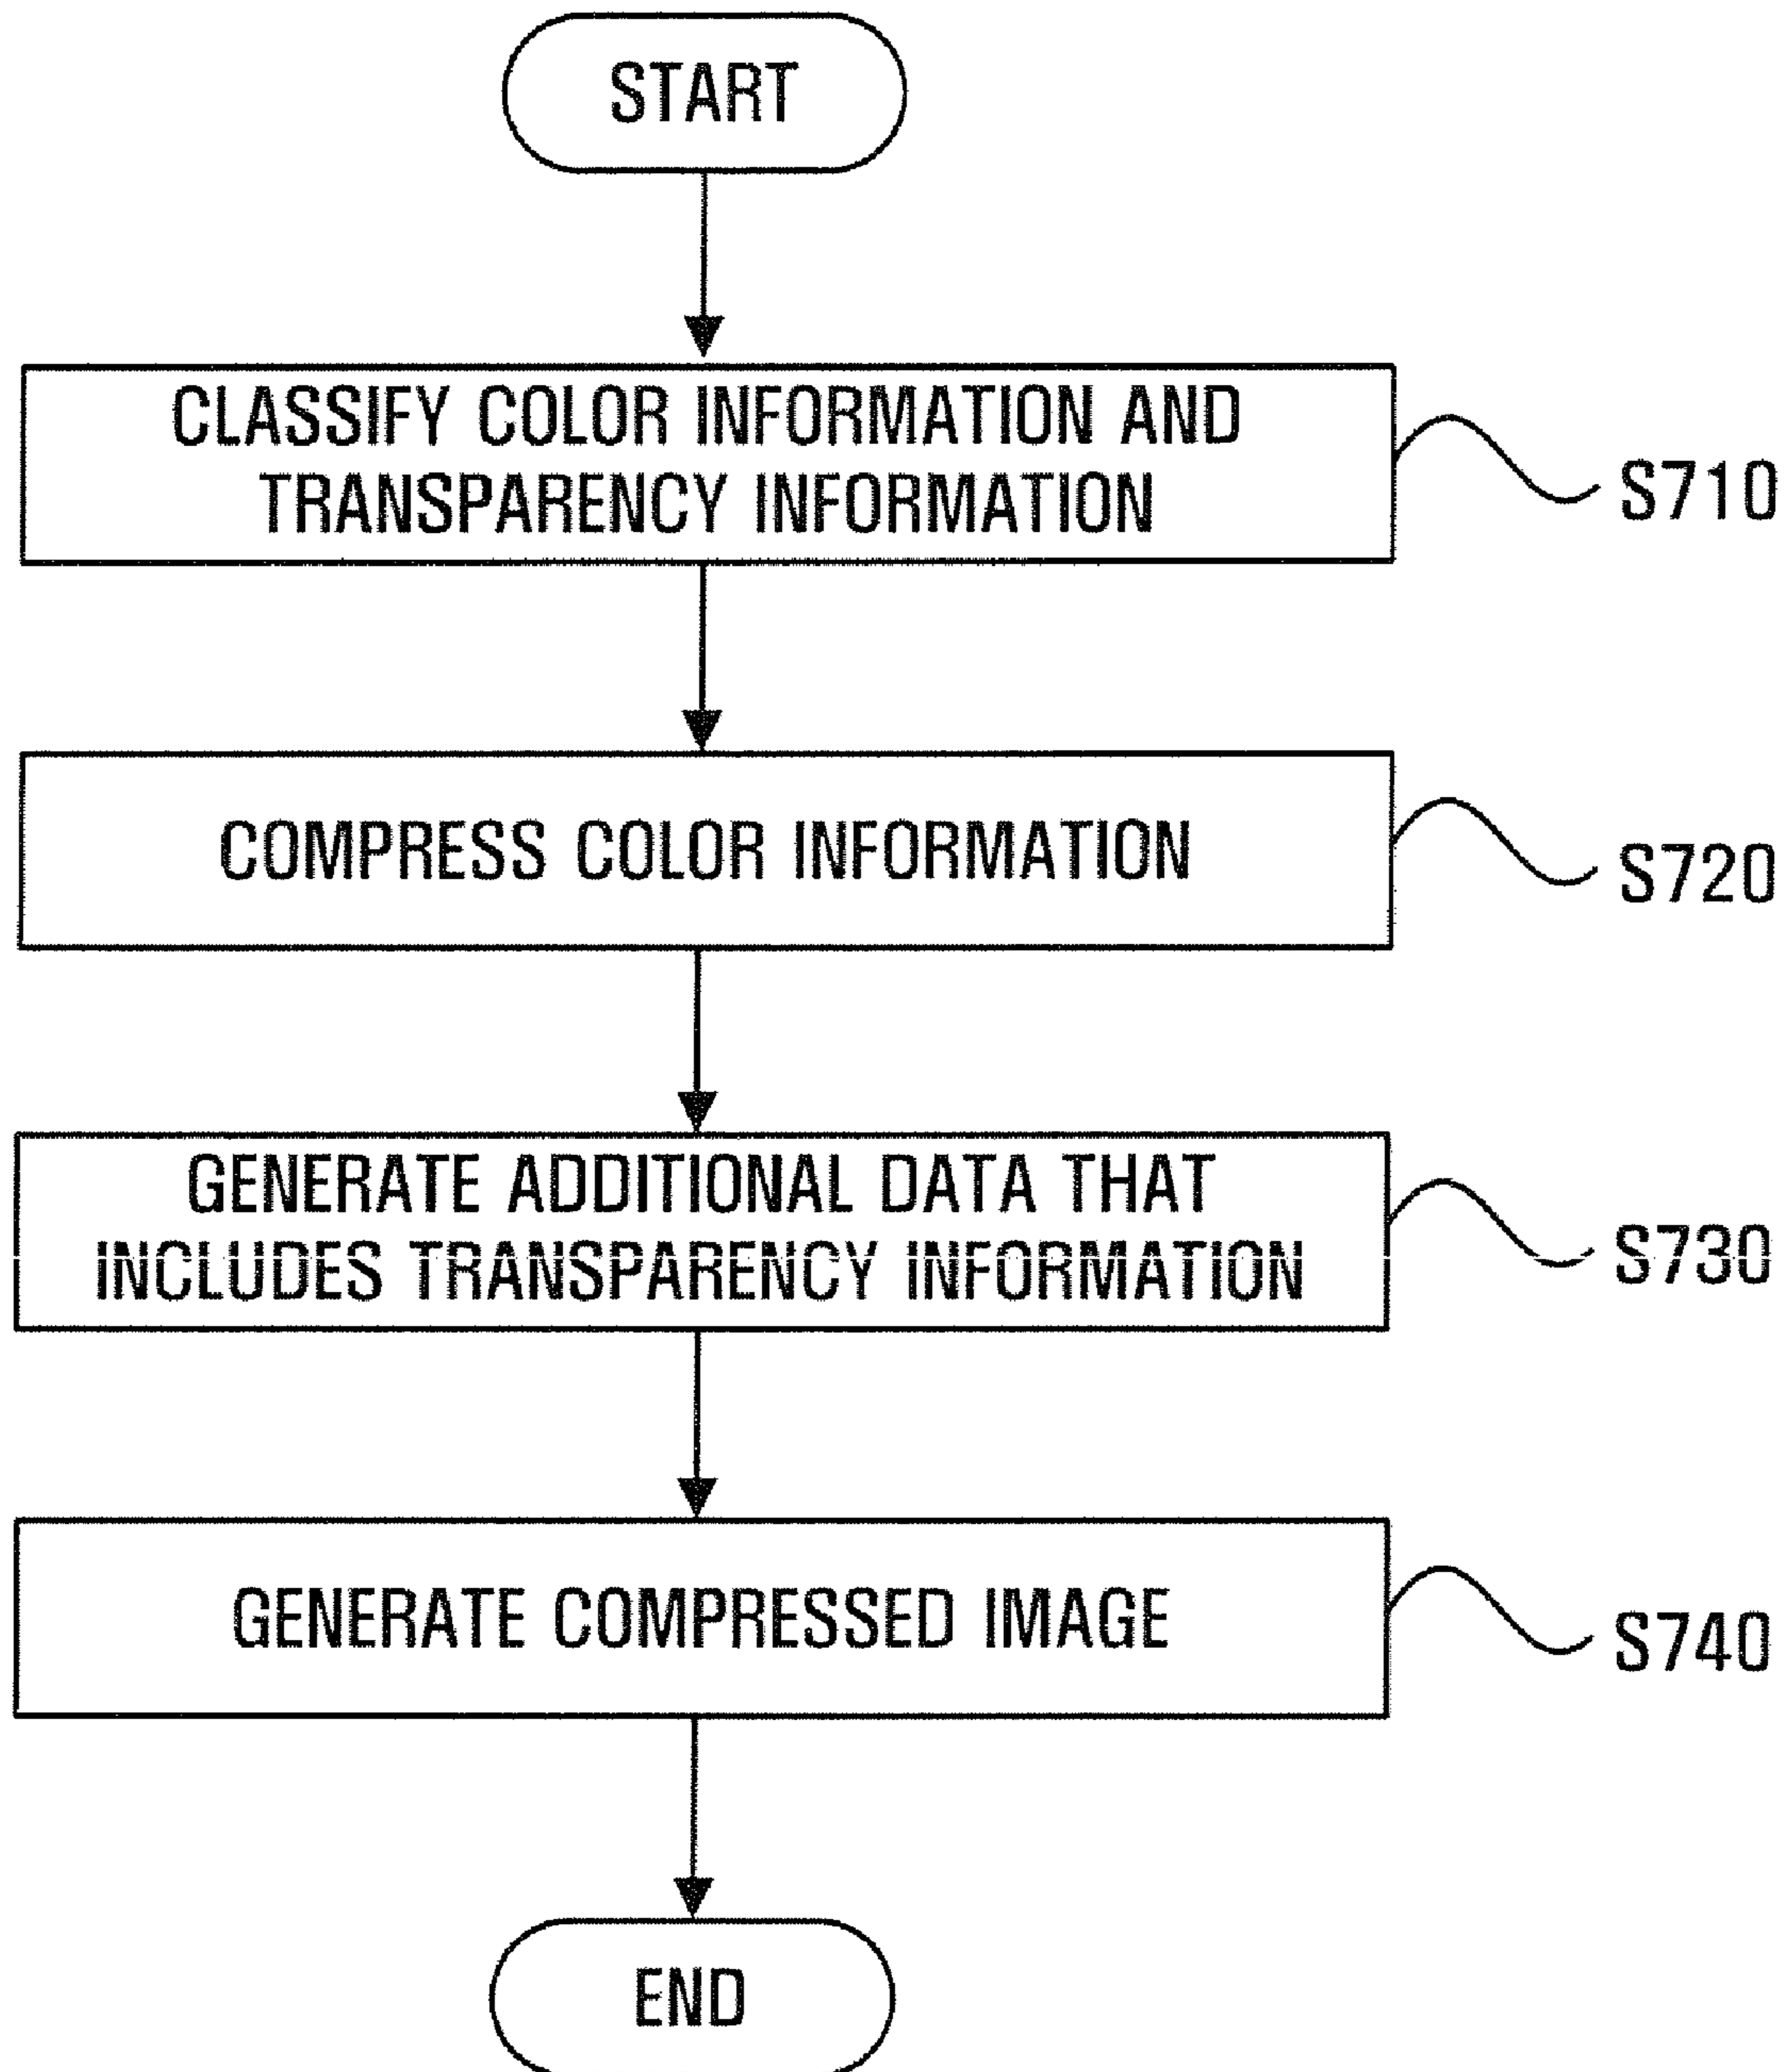 START
CLASSIFY COLOR INFORMATION AND
TRANSPARENCY INFORMATION
S710
COMPRESS COLOR INFORMATION
S720
GENERATE ADDITIONAL DATA THAT
INCLUDES TRANSPARENCY INFORMATION
S730
GENERATE COMPRESSED IMAGE
S740
END